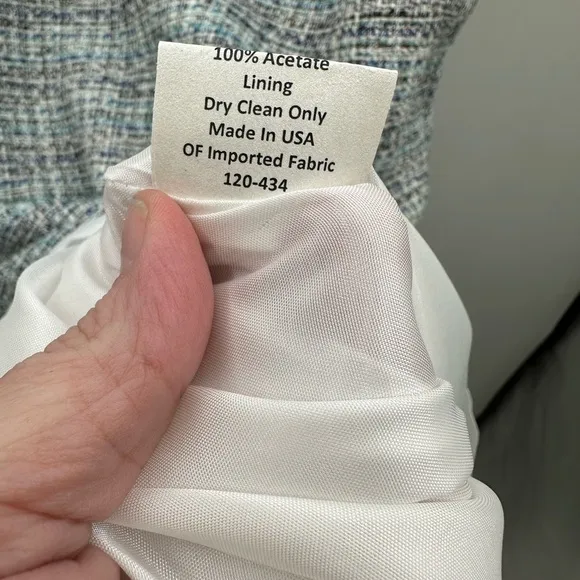 100% Acetate
Lining
Dry Clean Only
Made In USA
OF Imported Fabric
120-434